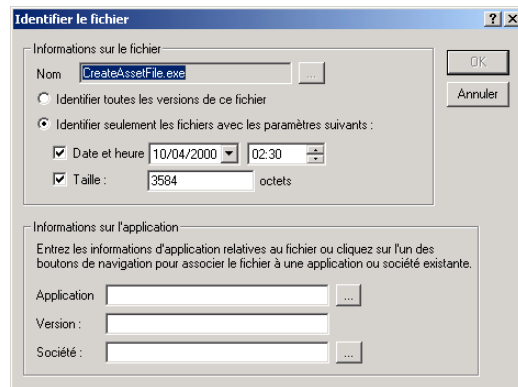 Identifier le fichier
Informations sur le fichier
Nom CreateAssetFile.exe ...
OK
Annuler
Identifier toutes les versions de ce fichier
Identifier seulement les fichiers avec les paramètres suivants :
Date et heure 10/04/2000 02:30
Taille : 3584 octets
Informations sur l'application
Entrez les informations d'application relatives au fichier ou cliquez sur l'un des
boutons de navigation pour associer le fichier à une application ou société existante.
Application ...
Version :
Société : ...